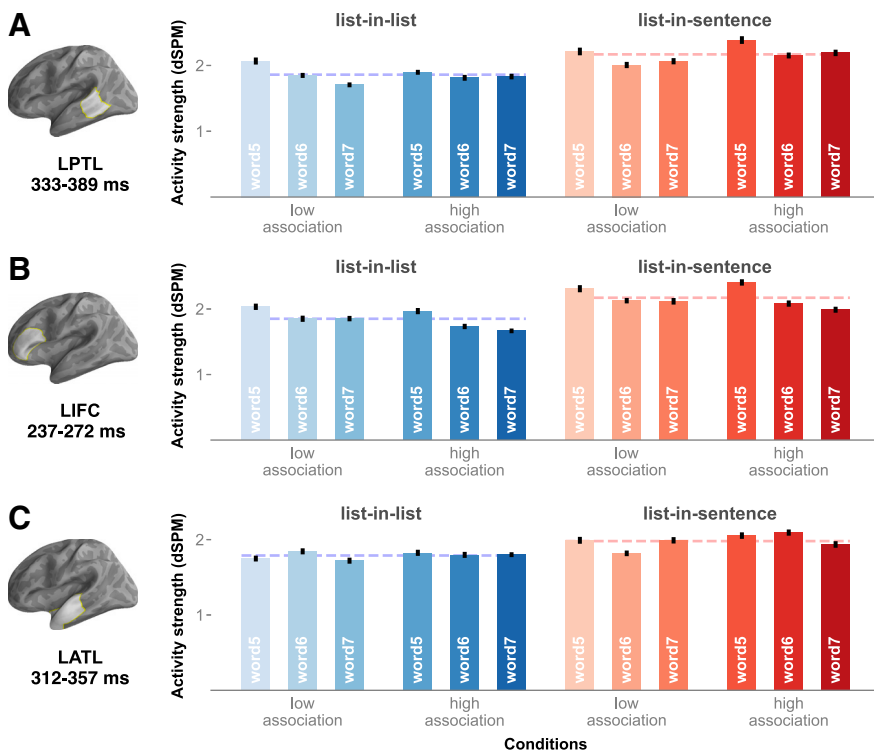 A
list-in-list
list-in-sentence
Activity strength (dSPM)
2
1
word5
word6
word7
word5
word6
word7
word5
word6
word7
word5
word6
word7
LPTL
333-389 ms
low
association
high
association
low
association
high
association
B
list-in-list
list-in-sentence
Activity strength (dSPM)
2
1
word5
word6
word7
word5
word6
word7
word5
word6
word7
word5
word6
word7
LIFC
237-272 ms
low
association
high
association
low
association
high
association
C
list-in-list
list-in-sentence
Activity strength (dSPM)
2
1
word5
word6
word7
word5
word6
word7
word5
word6
word7
word5
word6
word7
LATL
312-357 ms
low
association
high
association
low
association
high
association
Conditions